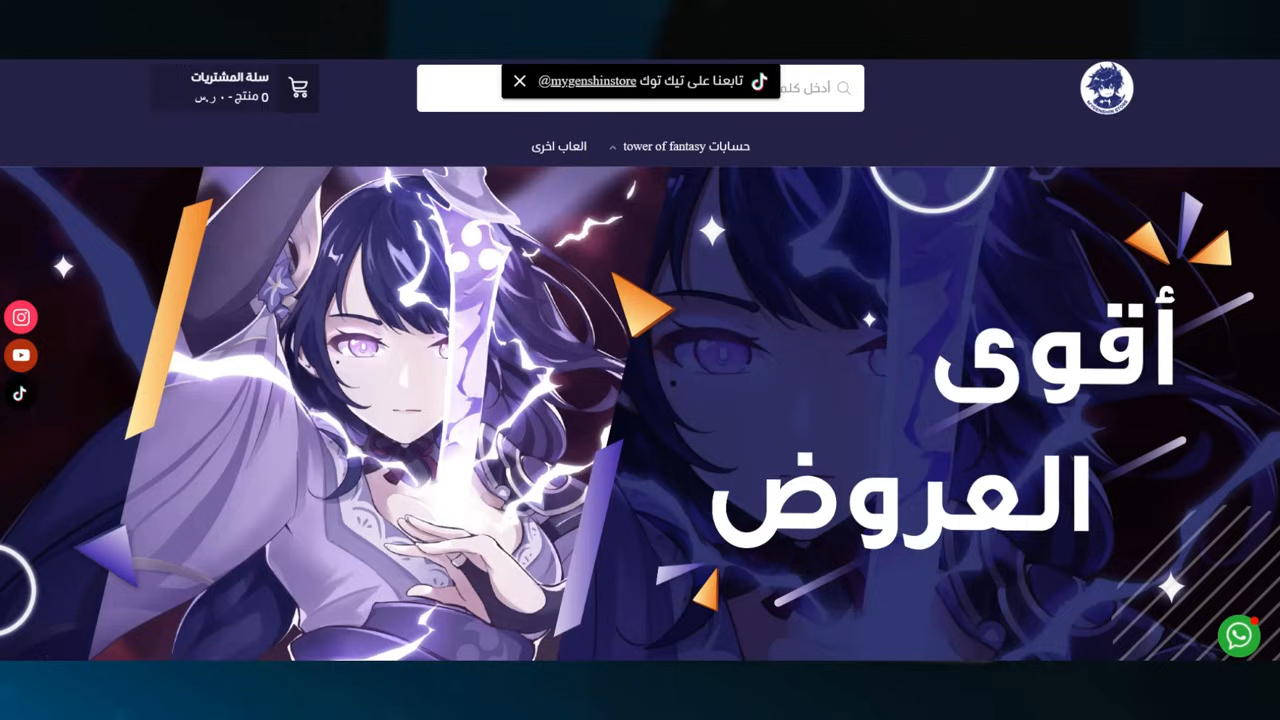 سلة المشتريات
0 منتج - ٠ ر.س
تابعنا على تيك توك @mygenshinstore
أدخل كلمة
حسابات tower of fantasy
العاب اخرى
أقوى
العروض